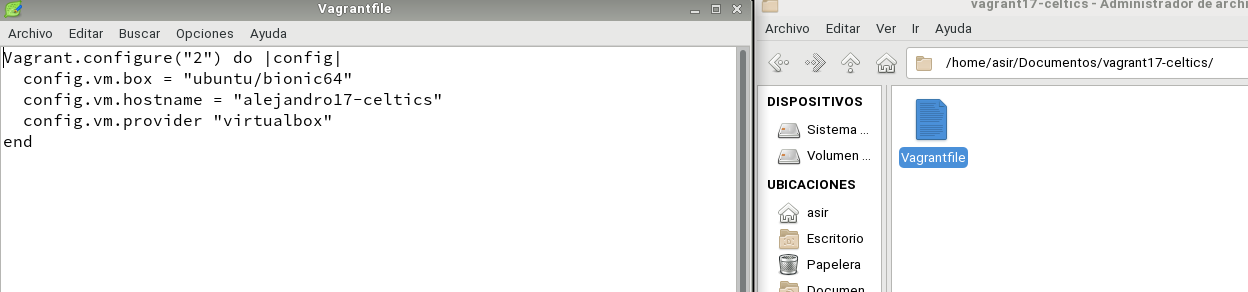 Vagrantfile
Archivo Editar Buscar Opciones Ayuda
Vagrant.configure("2") do |config|
  config.vm.box = "ubuntu/bionic64"
  config.vm.hostname = "alejandro17-celtics"
  config.vm.provider "virtualbox"
end
vagrant17-celtics - Administrador de archi
Archivo Editar Ver Ir Ayuda
/home/asir/Documentos/vagrant17-celtics/
DISPOSITIVOS
Sistema ...
Volumen ...
UBICACIONES
asir
Escritorio
Papelera
Documen
Vagrantfile